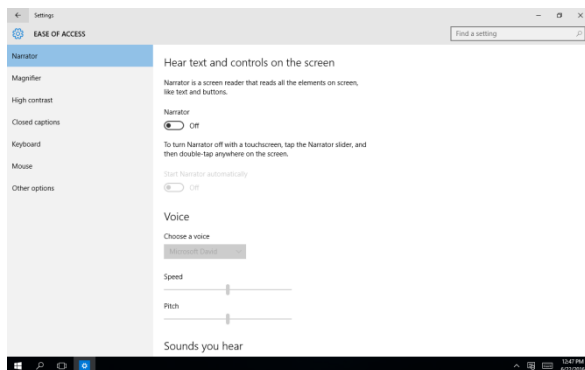 Settings
EASE OF ACCESS
Find a setting
Narrator
Magnifier
High contrast
Closed captions
Keyboard
Mouse
Other options
Hear text and controls on the screen
Narrator is a screen reader that reads all the elements on screen,
like text and buttons.
Narrator
Off
To turn Narrator off with a touchscreen, tap the Narrator slider, and
then double-tap anywhere on the screen.
Start Narrator automatically
Off
Voice
Choose a voice
Microsoft David
Speed
Pitch
Sounds you hear
12:47 PM